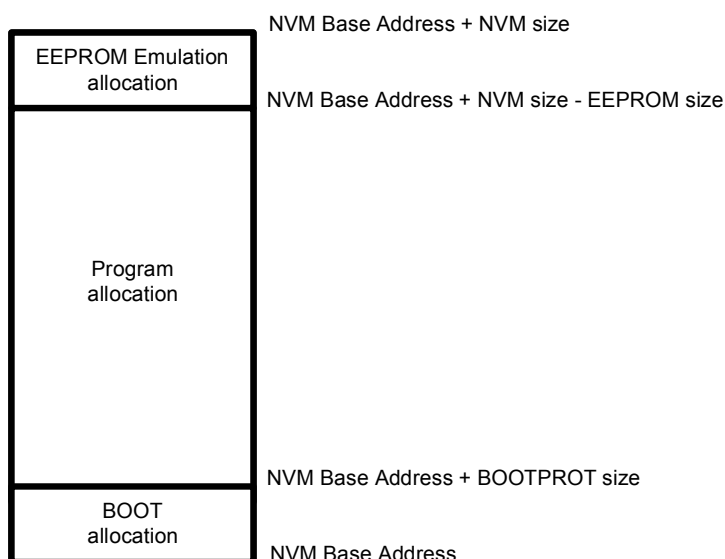 NVM Base Address + NVM size
EEPROM Emulation
allocation
NVM Base Address + NVM size - EEPROM size
Program
allocation
NVM Base Address + BOOTPROT size
BOOT
allocation
NVM Base Address